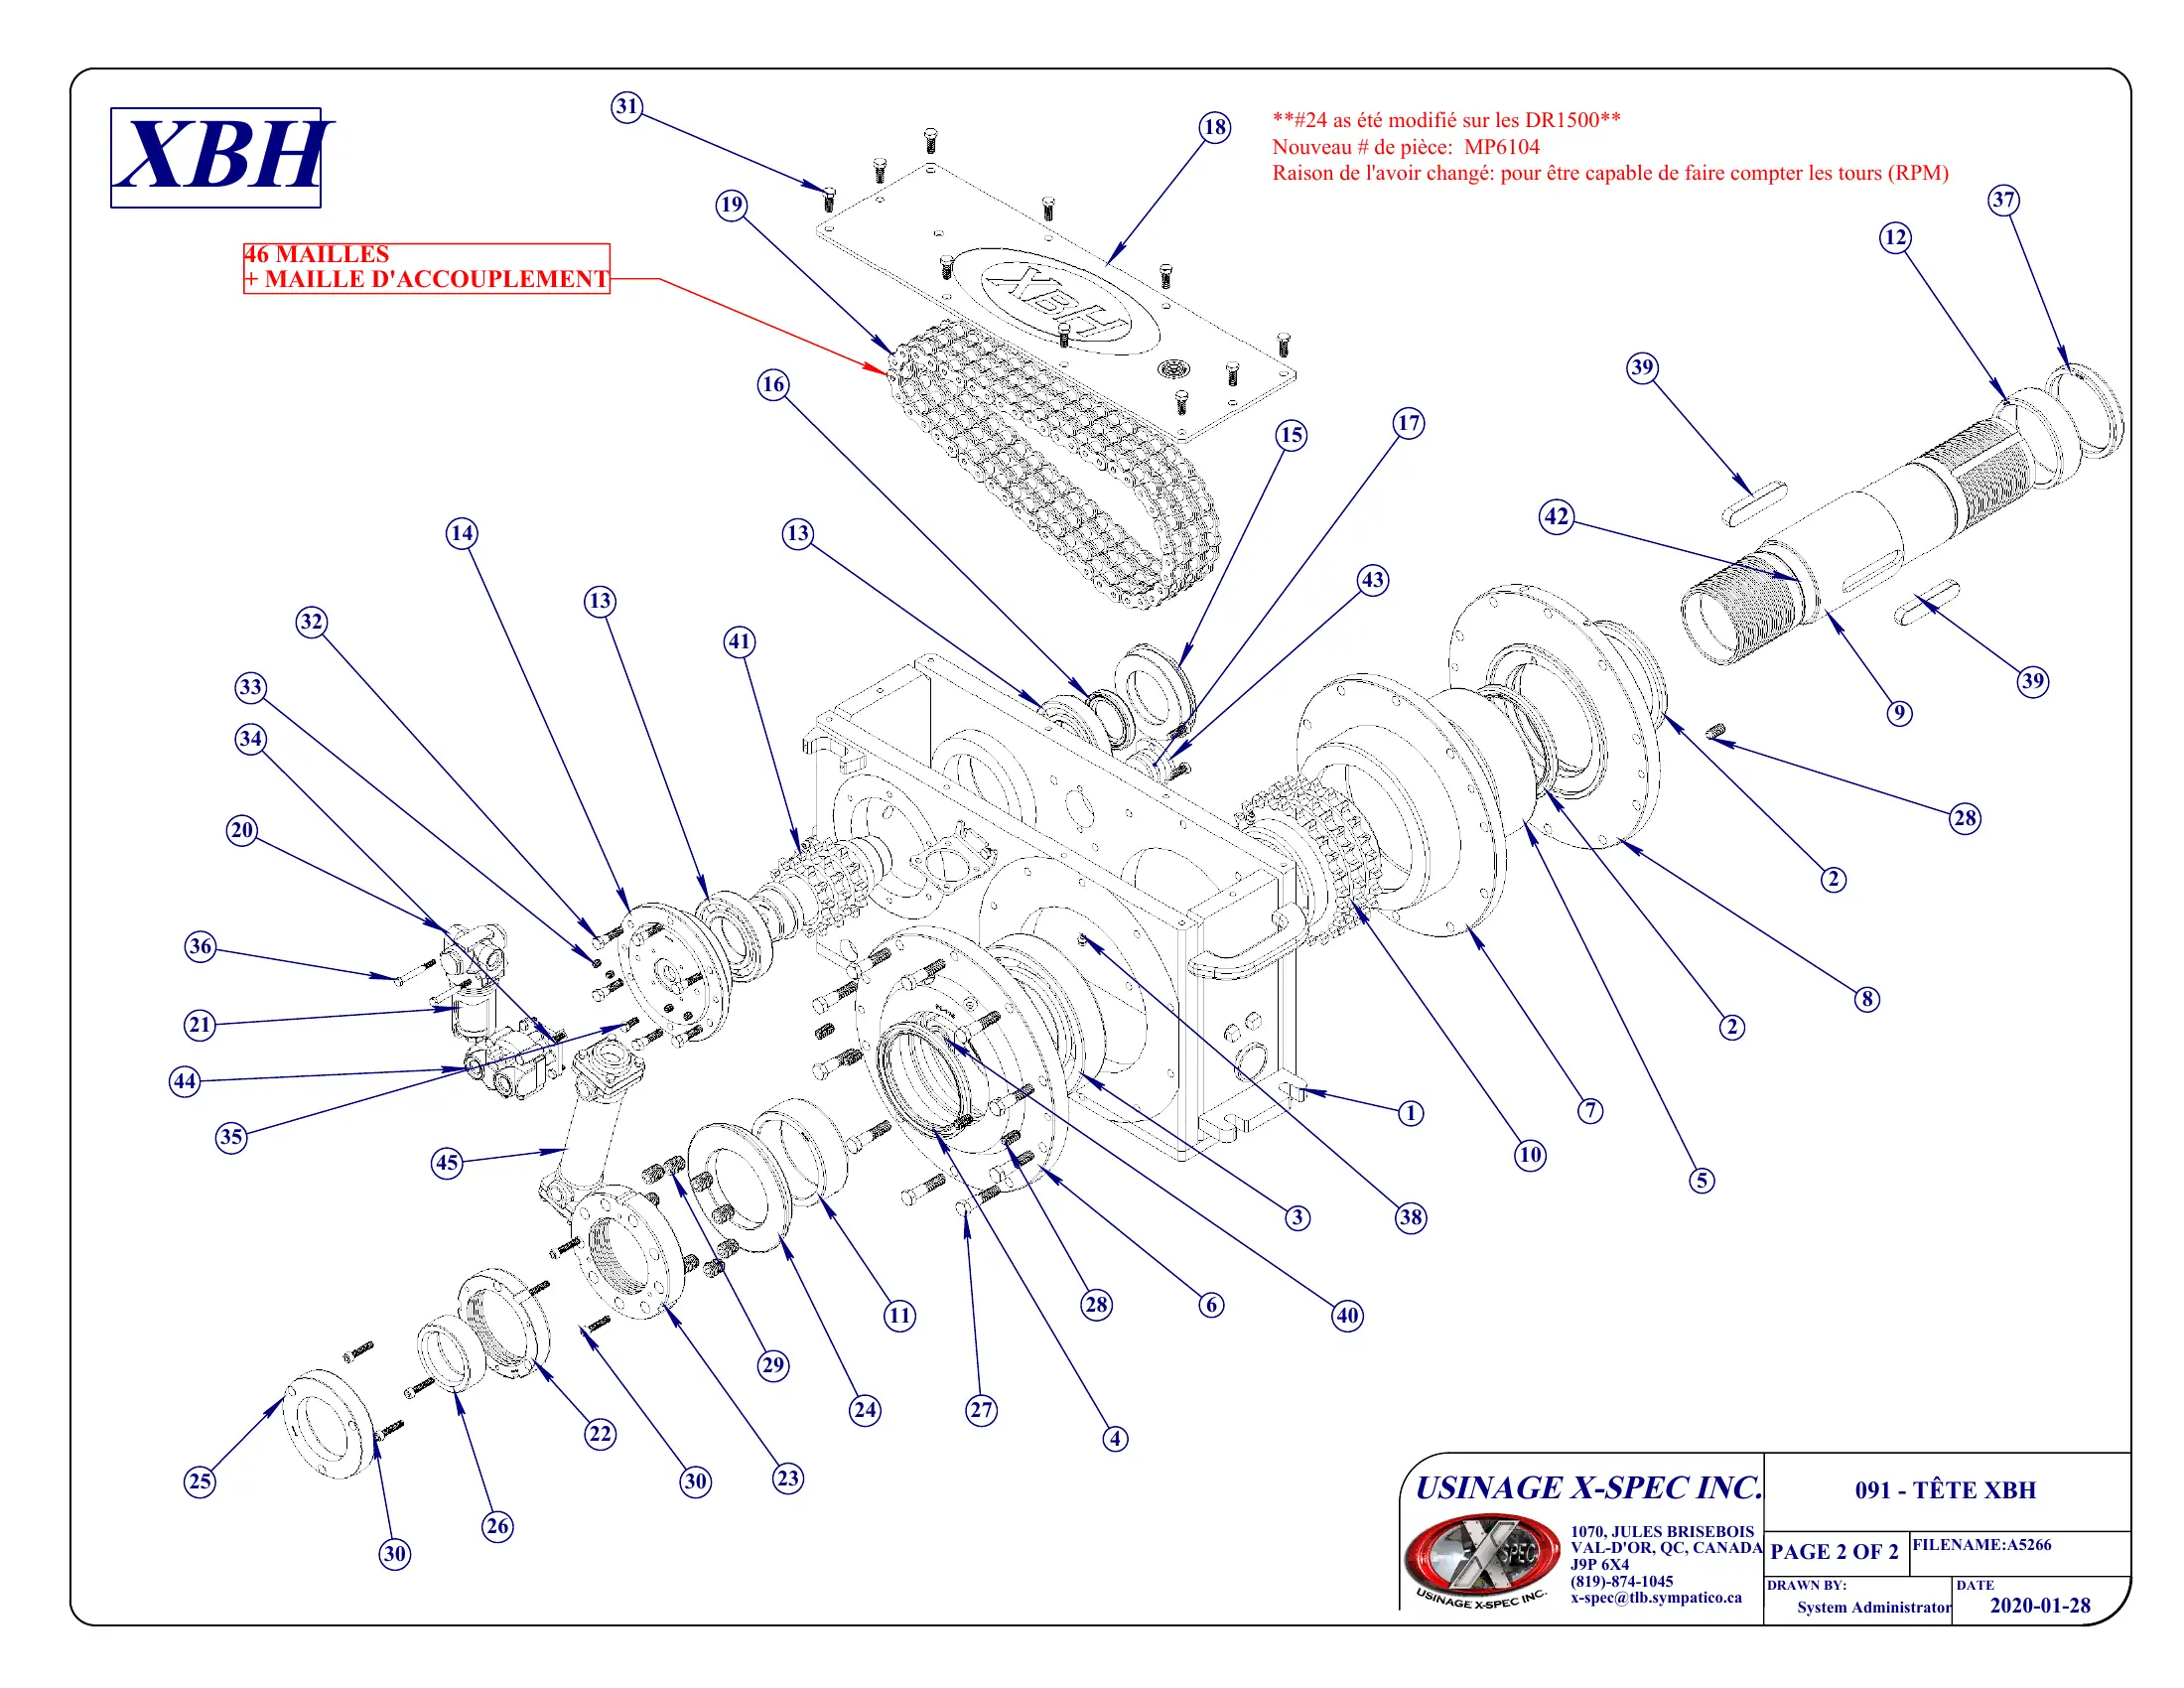 XBH
**#24 as été modifié sur les DR1500**
Nouveau # de pièce: MP6104
Raison de l'avoir changé: pour être capable de faire compter les tours (RPM)
46 MAILLES
+ MAILLE D'ACCOUPLEMENT
31
18
19
37
12
16
39
15
17
42
14
13
13
43
32
41
33
39
34
9
20
28
2
36
8
21
2
44
7
1
35
10
45
5
3
38
6
28
11
40
29
24
27
22
4
25
30
23
26
30
XBH
USINAGE X-SPEC INC.
X
SPEC
USINAGE X-SPEC INC.
1070, JULES BRISEBOIS
VAL-D'OR, QC, CANADA
J9P 6X4
(819)-874-1045
x-spec@tlb.sympatico.ca
091 - TÊTE XBH
PAGE 2 OF 2
FILENAME:A5266
DRAWN BY:
System Administrator
DATE
2020-01-28